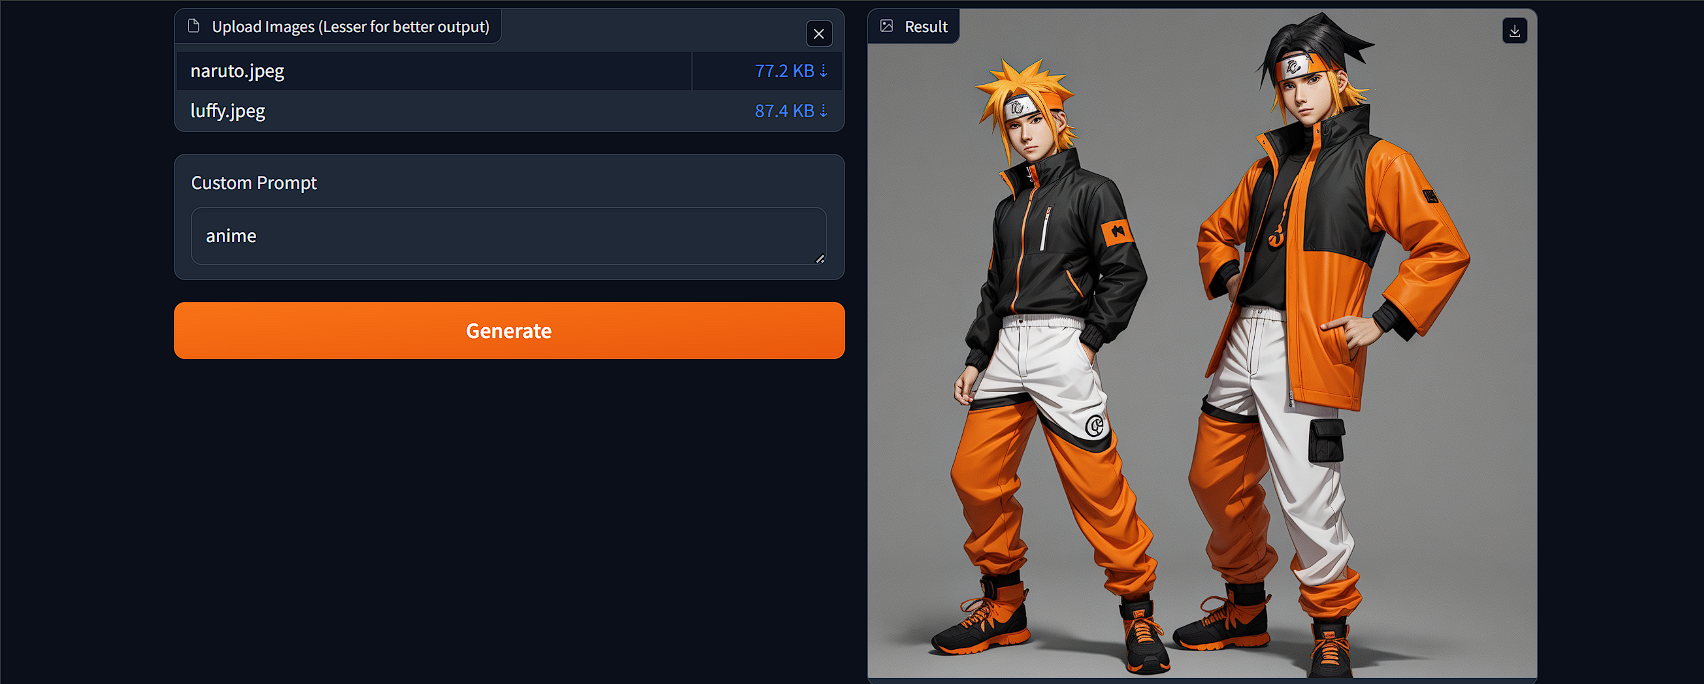 Upload Images (Lesser for better output)
naruto.jpeg 77.2 KB ⇣
luffy.jpeg 87.4 KB ⇣
Custom Prompt
anime
Generate
Result